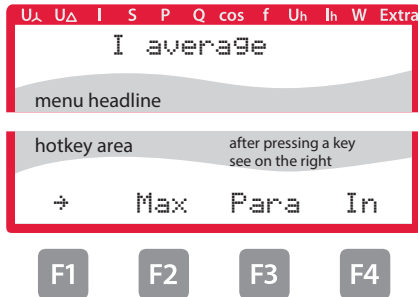 U⅄ U△ I S P Q cos f Uh Ih W Extra
I average
menu headline
hotkey area
after pressing a key
see on the right
→ Max Para In
F1 F2 F3 F4